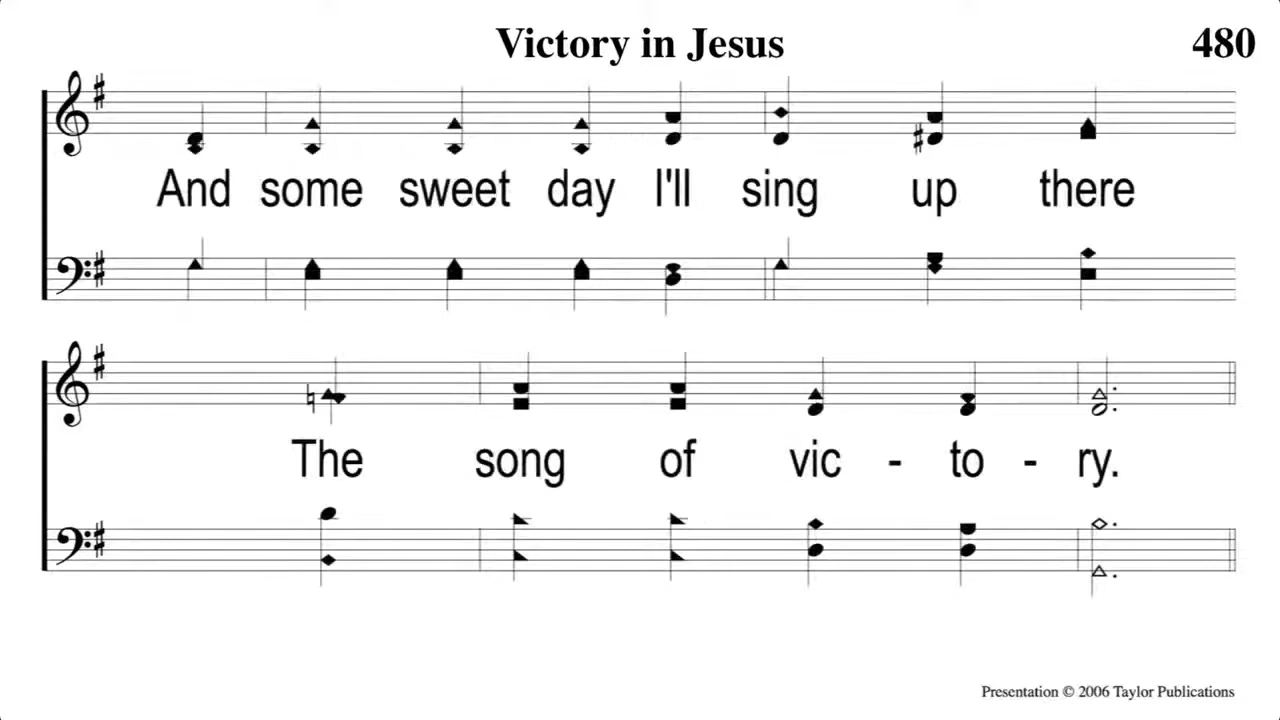 Victory in Jesus 480
And some sweet day I'll sing up there
The song of vic - to - ry.
Presentation © 2006 Taylor Publications